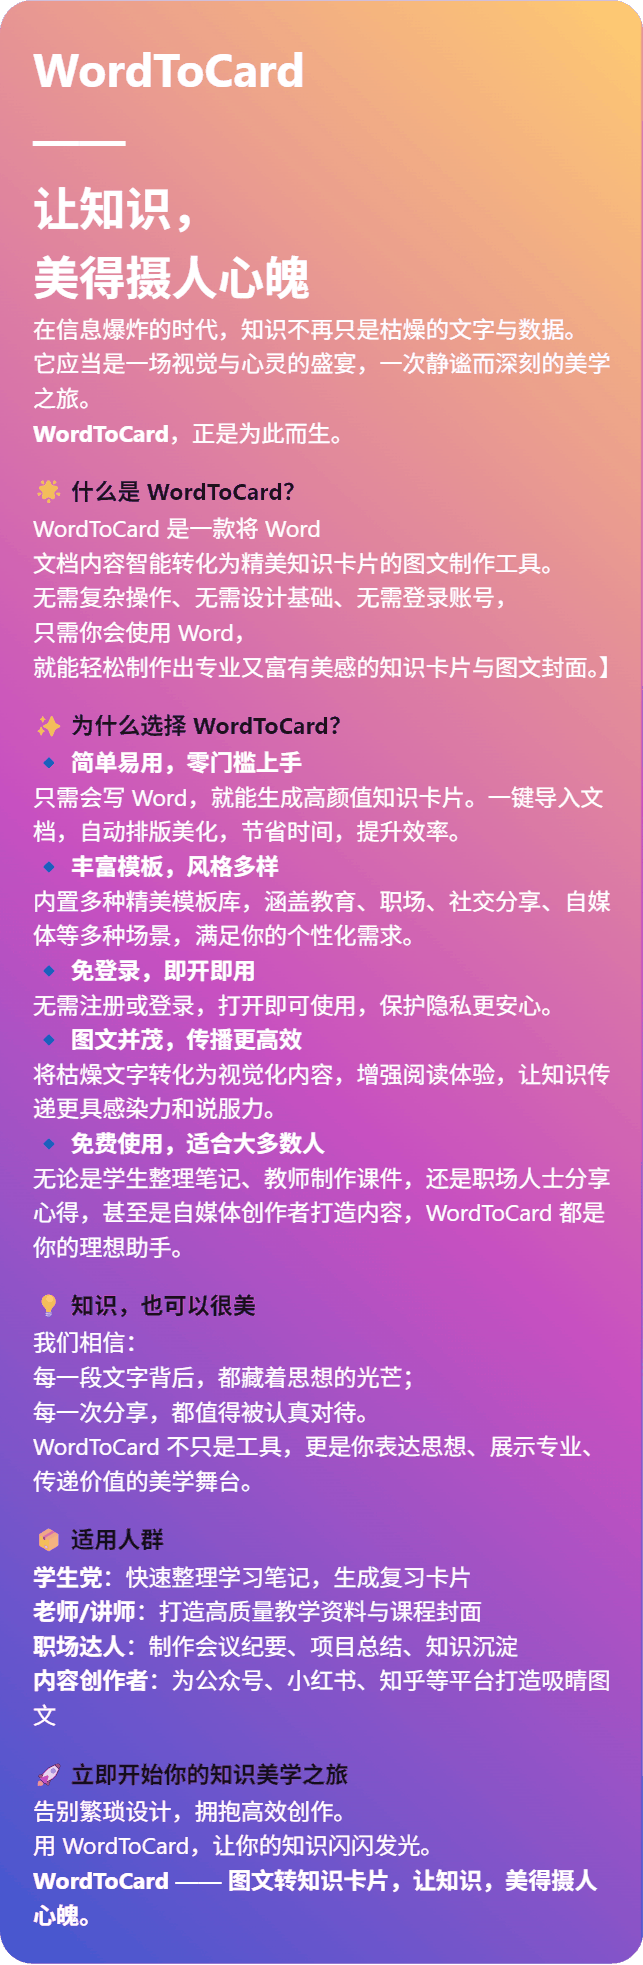 WordToCard
——
让知识，
美得摄人心魄
在信息爆炸的时代，知识不再只是枯燥的文字与数据。
它应当是一场视觉与心灵的盛宴，一次静谧而深刻的美学
之旅。
WordToCard，正是为此而生。
🌟 什么是 WordToCard？
WordToCard 是一款将 Word
文档内容智能转化为精美知识卡片的图文制作工具。
无需复杂操作、无需设计基础、无需登录账号，
只需你会使用 Word，
就能轻松制作出专业又富有美感的知识卡片与图文封面。】
✨ 为什么选择 WordToCard？
🔹 简单易用，零门槛上手
只需会写 Word，就能生成高颜值知识卡片。一键导入文
档，自动排版美化，节省时间，提升效率。
🔹 丰富模板，风格多样
内置多种精美模板库，涵盖教育、职场、社交分享、自媒
体等多种场景，满足你的个性化需求。
🔹 免登录，即开即用
无需注册或登录，打开即可使用，保护隐私更安心。
🔹 图文并茂，传播更高效
将枯燥文字转化为视觉化内容，增强阅读体验，让知识传
递更具感染力和说服力。
🔹 免费使用，适合大多数人
无论是学生整理笔记、教师制作课件，还是职场人士分享
心得，甚至是自媒体创作者打造内容，WordToCard 都是
你的理想助手。
💡 知识，也可以很美
我们相信：
每一段文字背后，都藏着思想的光芒；
每一次分享，都值得被认真对待。
WordToCard 不只是工具，更是你表达思想、展示专业、
传递价值的美学舞台。
📦 适用人群
学生党：快速整理学习笔记，生成复习卡片
老师/讲师：打造高质量教学资料与课程封面
职场达人：制作会议纪要、项目总结、知识沉淀
内容创作者：为公众号、小红书、知乎等平台打造吸睛图
文
🚀 立即开始你的知识美学之旅
告别繁琐设计，拥抱高效创作。
用 WordToCard，让你的知识闪闪发光。
WordToCard —— 图文转知识卡片，让知识，美得摄人
心魄。